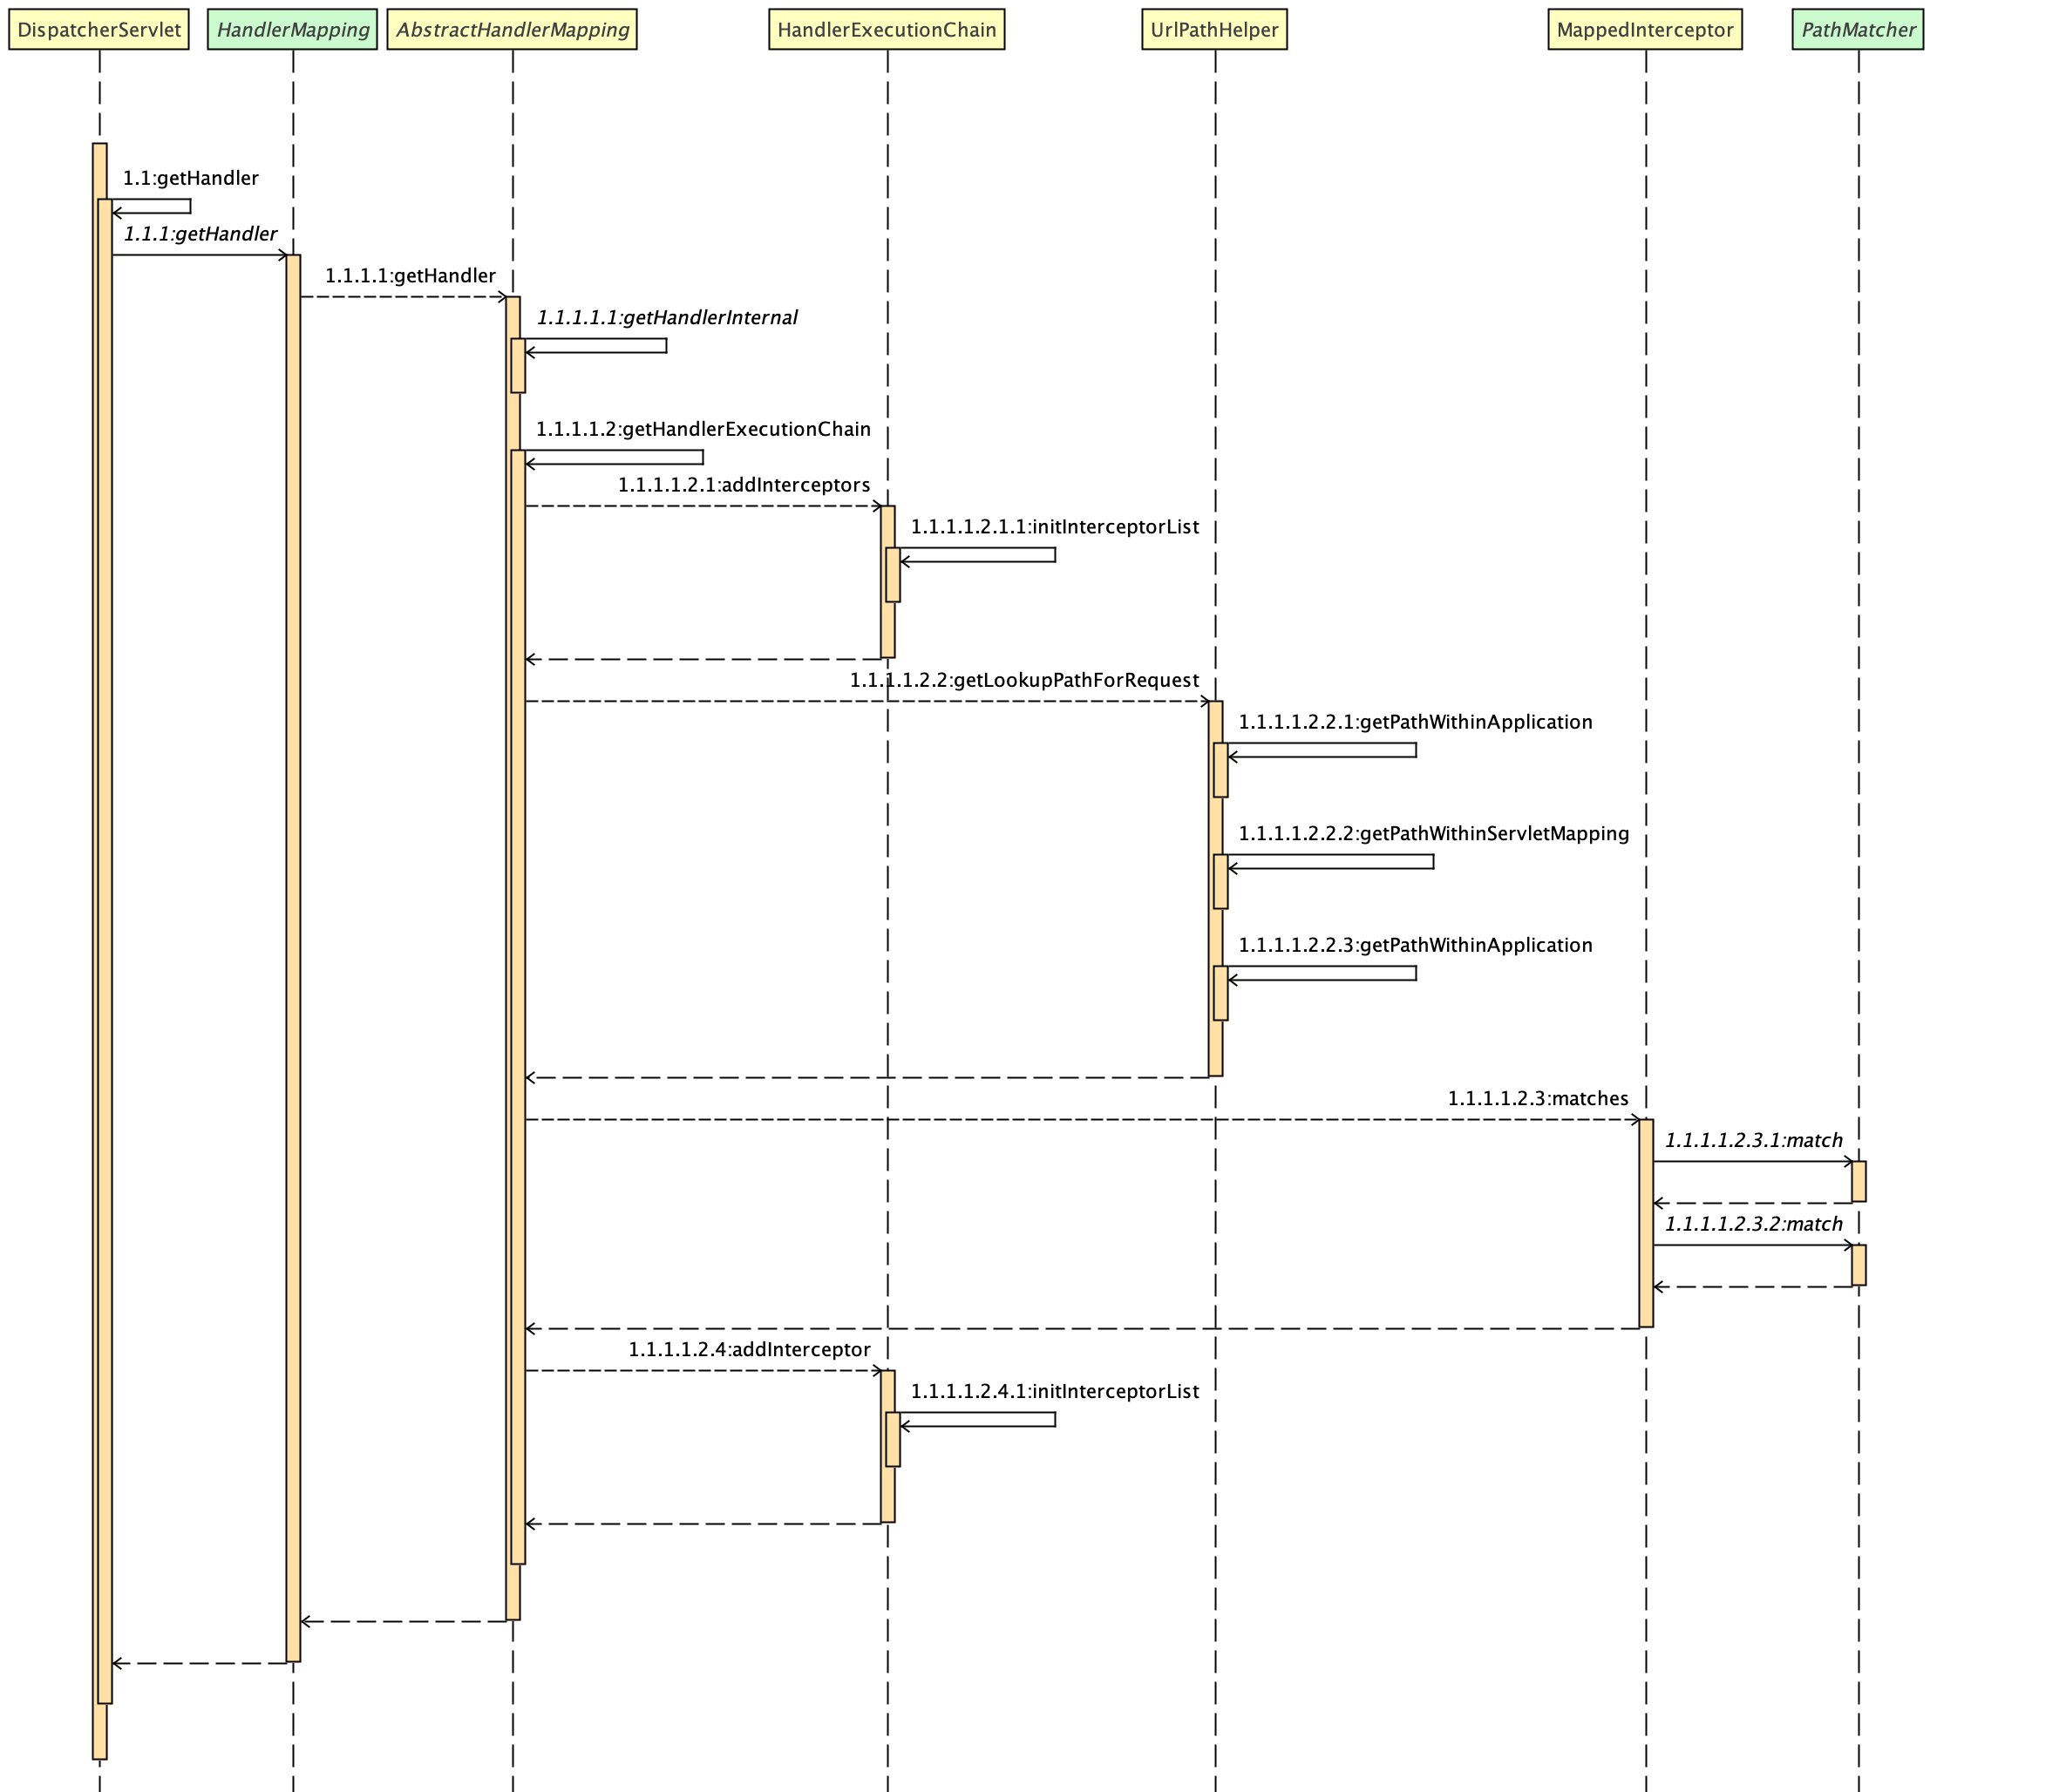 DispatcherServlet
HandlerMapping
AbstractHandlerMapping
HandlerExecutionChain
UrlPathHelper
MappedInterceptor
PathMatcher
1.1:getHandler
1.1.1:getHandler
1.1.1.1:getHandler
1.1.1.1.1:getHandlerInternal
1.1.1.1.2:getHandlerExecutionChain
1.1.1.1.2.1:addInterceptors
1.1.1.1.2.1.1:initInterceptorList
1.1.1.1.2.2:getLookupPathForRequest
1.1.1.1.2.2.1:getPathWithinApplication
1.1.1.1.2.2.2:getPathWithinServletMapping
1.1.1.1.2.2.3:getPathWithinApplication
1.1.1.1.2.3:matches
1.1.1.1.2.3.1:match
1.1.1.1.2.3.2:match
1.1.1.1.2.4:addInterceptor
1.1.1.1.2.4.1:initInterceptorList